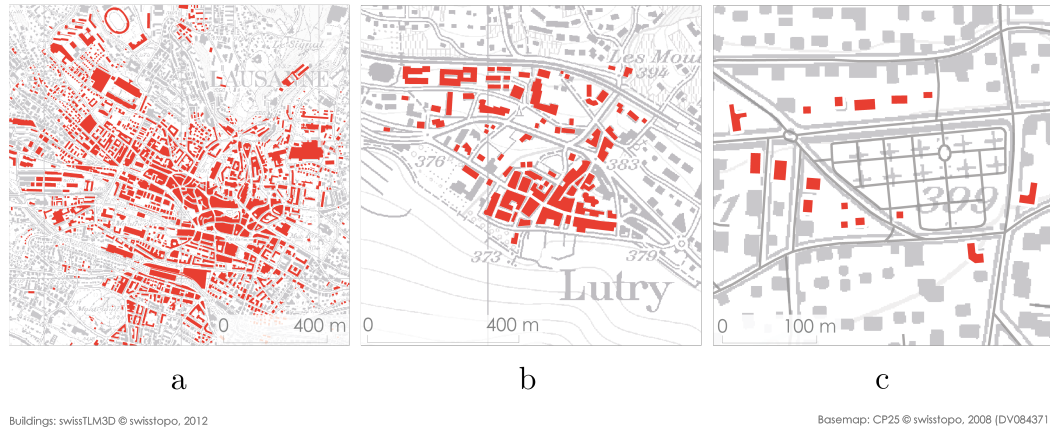 LAUSANNE
0 400 m
Les Mou
394
376
383
373
379
Lutry
0 400 m
399
0 100 m
a b c
Buildings: swissTLM3D © swisstopo, 2012
Basemap: CP25 © swisstopo, 2008 (DV084371